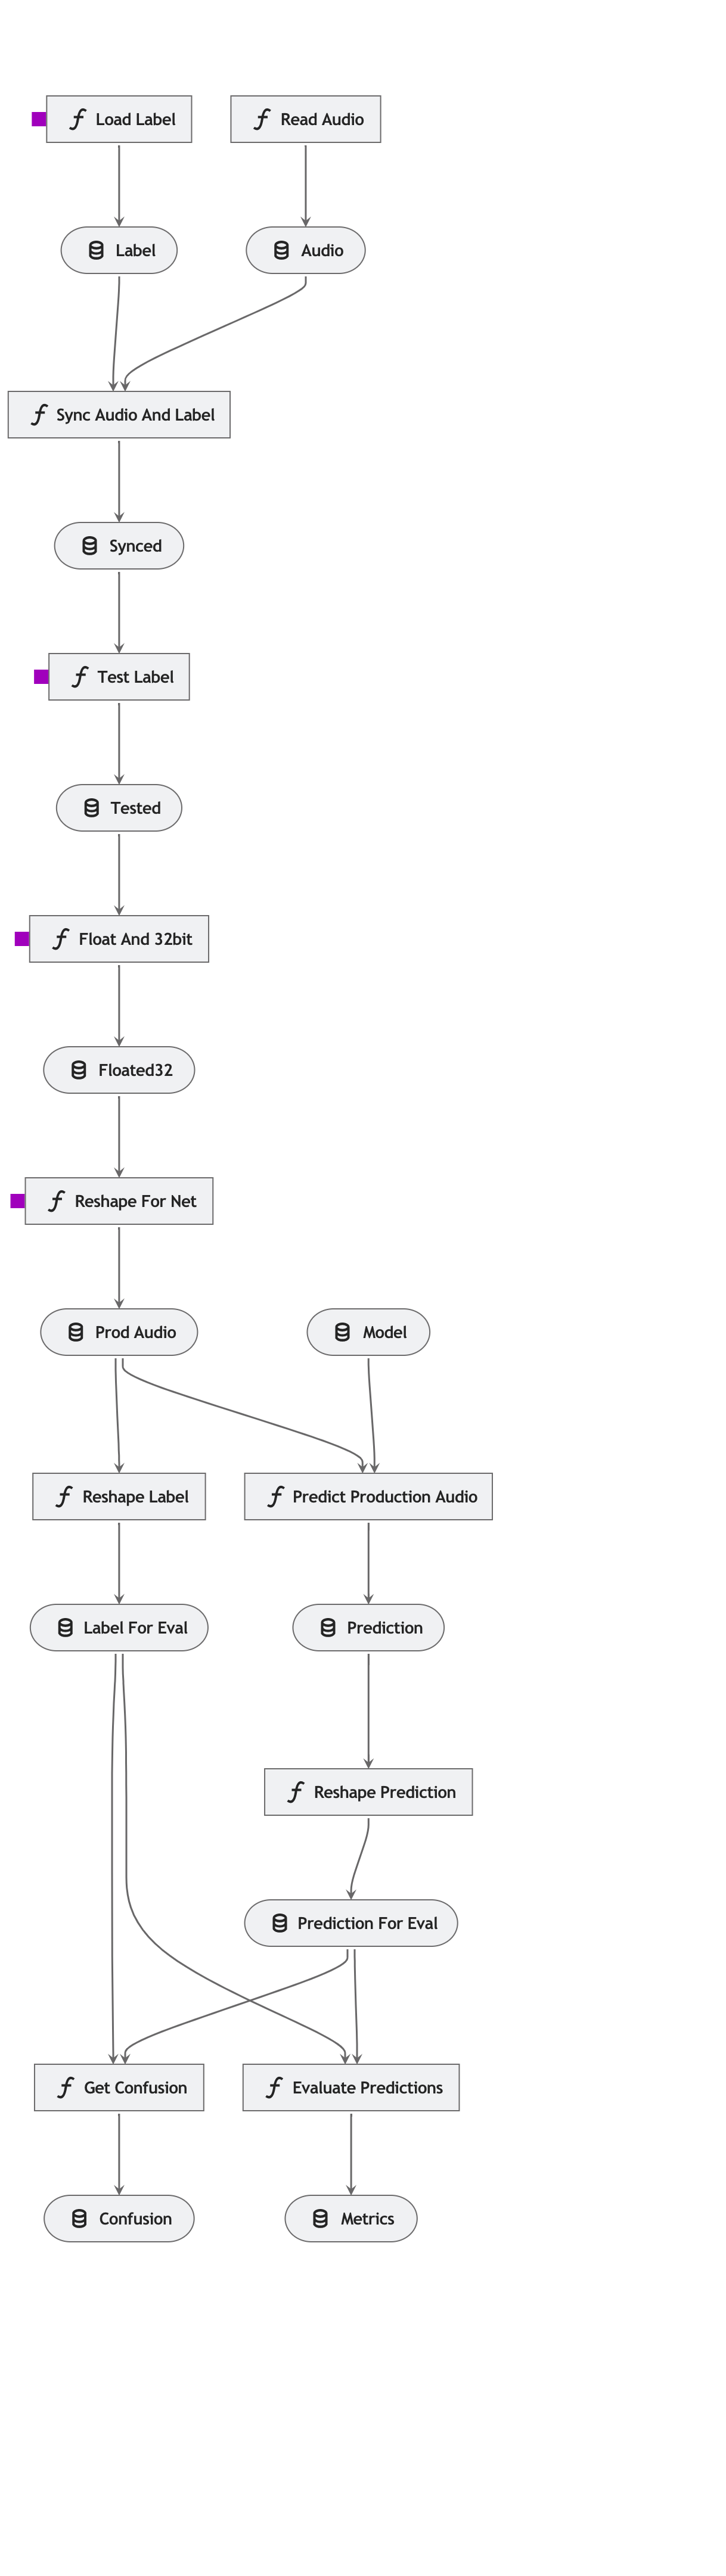 Load Label
Read Audio
Label
Audio
Sync Audio And Label
Synced
Test Label
Tested
Float And 32bit
Floated32
Reshape For Net
Prod Audio
Model
Reshape Label
Predict Production Audio
Label For Eval
Prediction
Reshape Prediction
Prediction For Eval
Get Confusion
Evaluate Predictions
Confusion
Metrics